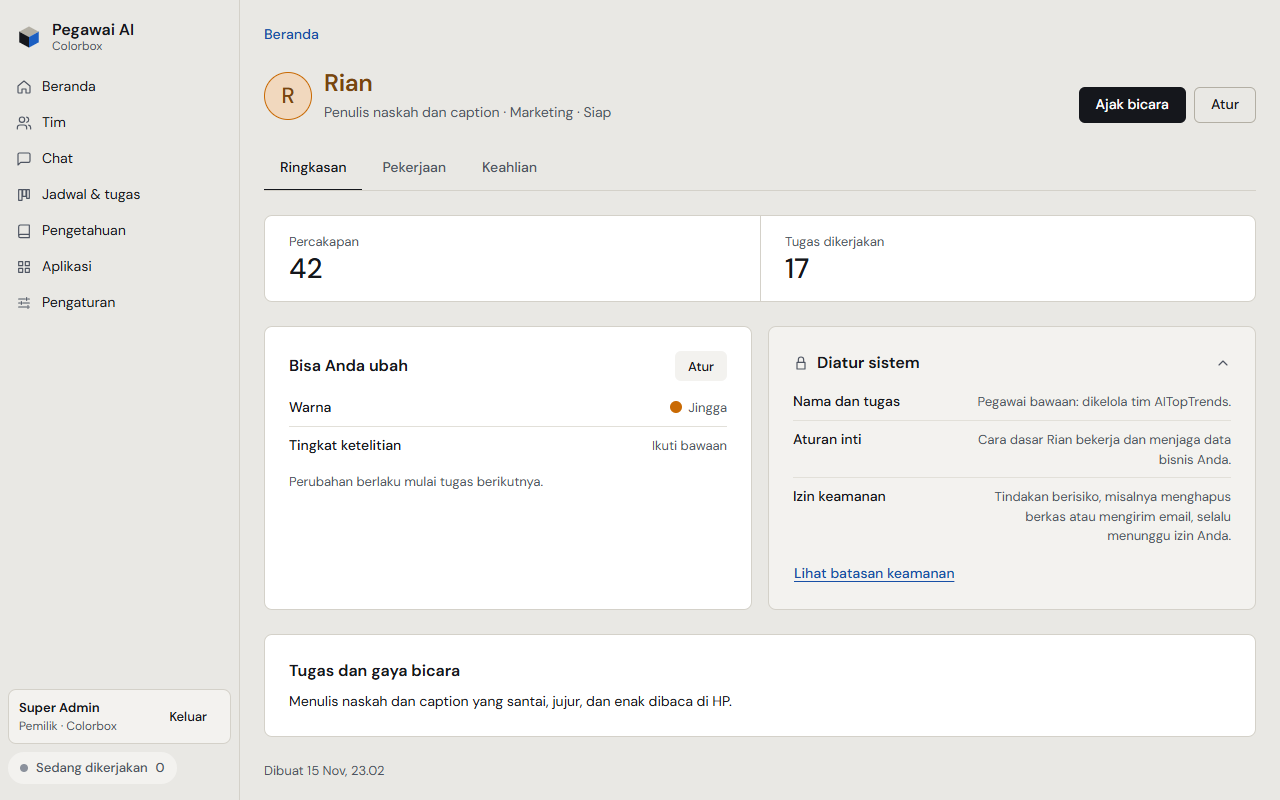 Pegawai AI
Colorbox
Beranda
Tim
Chat
Jadwal & tugas
Pengetahuan
Aplikasi
Pengaturan
Super Admin
Pemilik · Colorbox
Keluar
Sedang dikerjakan 0
Beranda
R
Rian
Penulis naskah dan caption · Marketing · Siap
Ajak bicara
Atur
Ringkasan
Pekerjaan
Keahlian
Percakapan
42
Tugas dikerjakan
17
Bisa Anda ubah
Atur
Warna
Jingga
Tingkat ketelitian
Ikuti bawaan
Perubahan berlaku mulai tugas berikutnya.
Diatur sistem
Nama dan tugas
Pegawai bawaan: dikelola tim AITopTrends.
Aturan inti
Cara dasar Rian bekerja dan menjaga data
bisnis Anda.
Izin keamanan
Tindakan berisiko, misalnya menghapus
berkas atau mengirim email, selalu
menunggu izin Anda.
Lihat batasan keamanan
Tugas dan gaya bicara
Menulis naskah dan caption yang santai, jujur, dan enak dibaca di HP.
Dibuat 15 Nov, 23.02